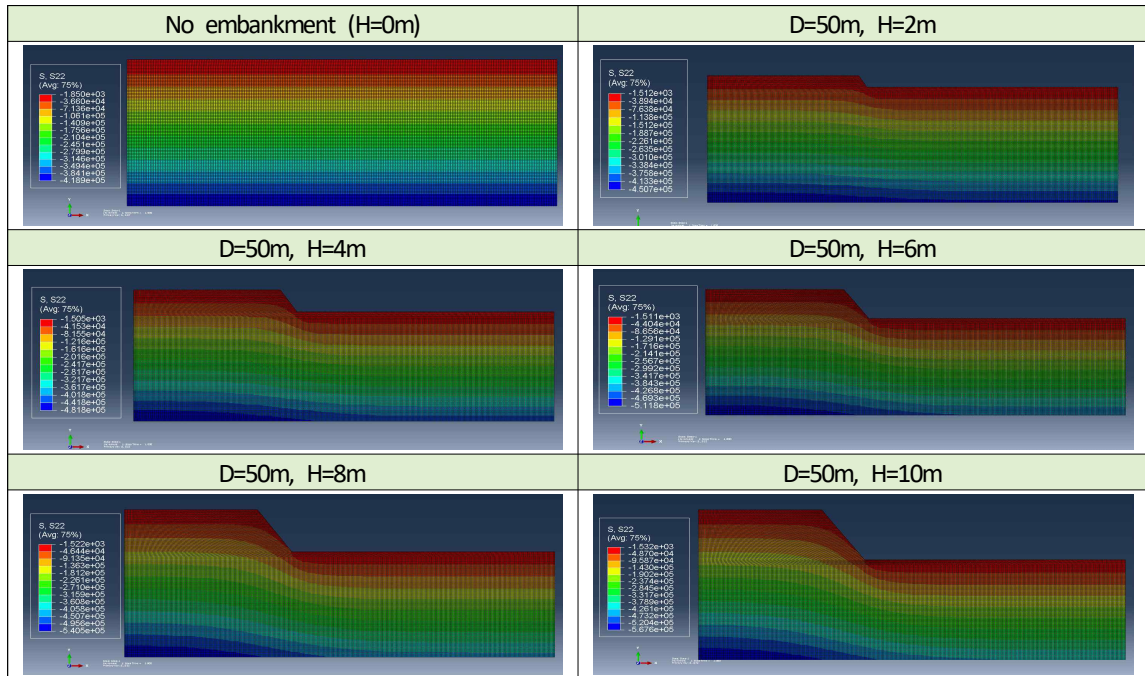 No embankment (H=0m)
D=50m, H=2m
S, S22
(Avg: 75%)
-1.850e+03
-3.660e+04
-7.136e+04
-1.061e+05
-1.409e+05
-1.756e+05
-2.104e+05
-2.451e+05
-2.799e+05
-3.146e+05
-3.494e+05
-3.841e+05
-4.189e+05
S, S22
(Avg: 75%)
-1.512e+03
-3.894e+04
-7.638e+04
-1.138e+05
-1.512e+05
-1.887e+05
-2.261e+05
-2.635e+05
-3.010e+05
-3.384e+05
-3.758e+05
-4.133e+05
-4.507e+05
D=50m, H=4m
D=50m, H=6m
S, S22
(Avg: 75%)
-1.505e+03
-4.153e+04
-8.155e+04
-1.216e+05
-1.616e+05
-2.016e+05
-2.417e+05
-2.817e+05
-3.217e+05
-3.617e+05
-4.018e+05
-4.418e+05
-4.818e+05
S, S22
(Avg: 75%)
-1.511e+03
-4.404e+04
-8.656e+04
-1.291e+05
-1.716e+05
-2.141e+05
-2.567e+05
-2.992e+05
-3.417e+05
-3.843e+05
-4.268e+05
-4.693e+05
-5.118e+05
D=50m, H=8m
D=50m, H=10m
S, S22
(Avg: 75%)
-1.522e+03
-4.644e+04
-9.135e+04
-1.363e+05
-1.812e+05
-2.261e+05
-2.710e+05
-3.159e+05
-3.608e+05
-4.058e+05
-4.507e+05
-4.956e+05
-5.405e+05
S, S22
(Avg: 75%)
-1.532e+03
-4.870e+04
-9.587e+04
-1.430e+05
-1.902e+05
-2.374e+05
-2.845e+05
-3.317e+05
-3.789e+05
-4.261e+05
-4.732e+05
-5.204e+05
-5.676e+05